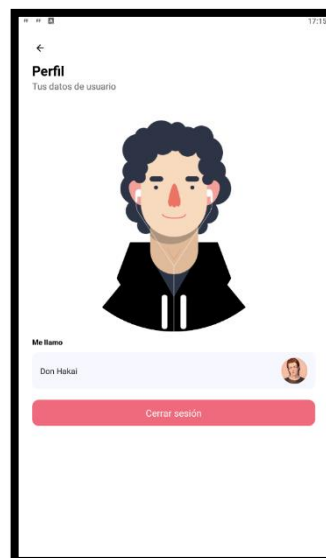 17:15
Perfil
Tus datos de usuario
Me llamo
Don Hakai
Cerrar sesión